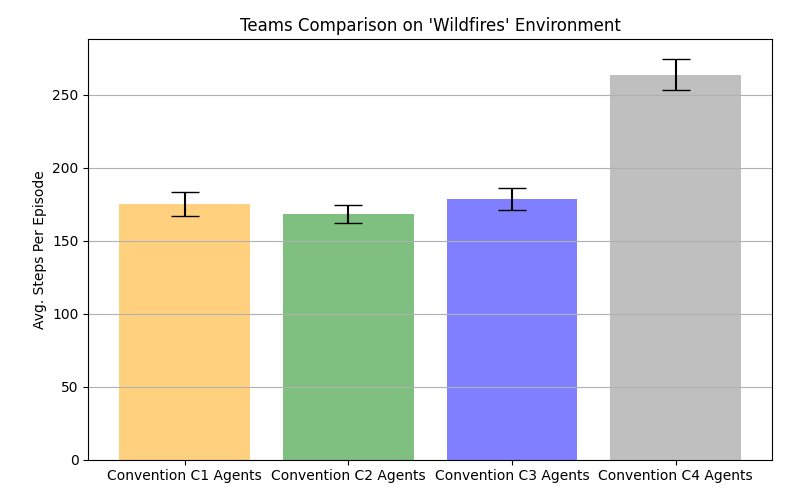 Teams Comparison on 'Wildfires' Environment
Avg. Steps Per Episode
250
200
150
100
50
0
Convention C1 Agents
Convention C2 Agents
Convention C3 Agents
Convention C4 Agents